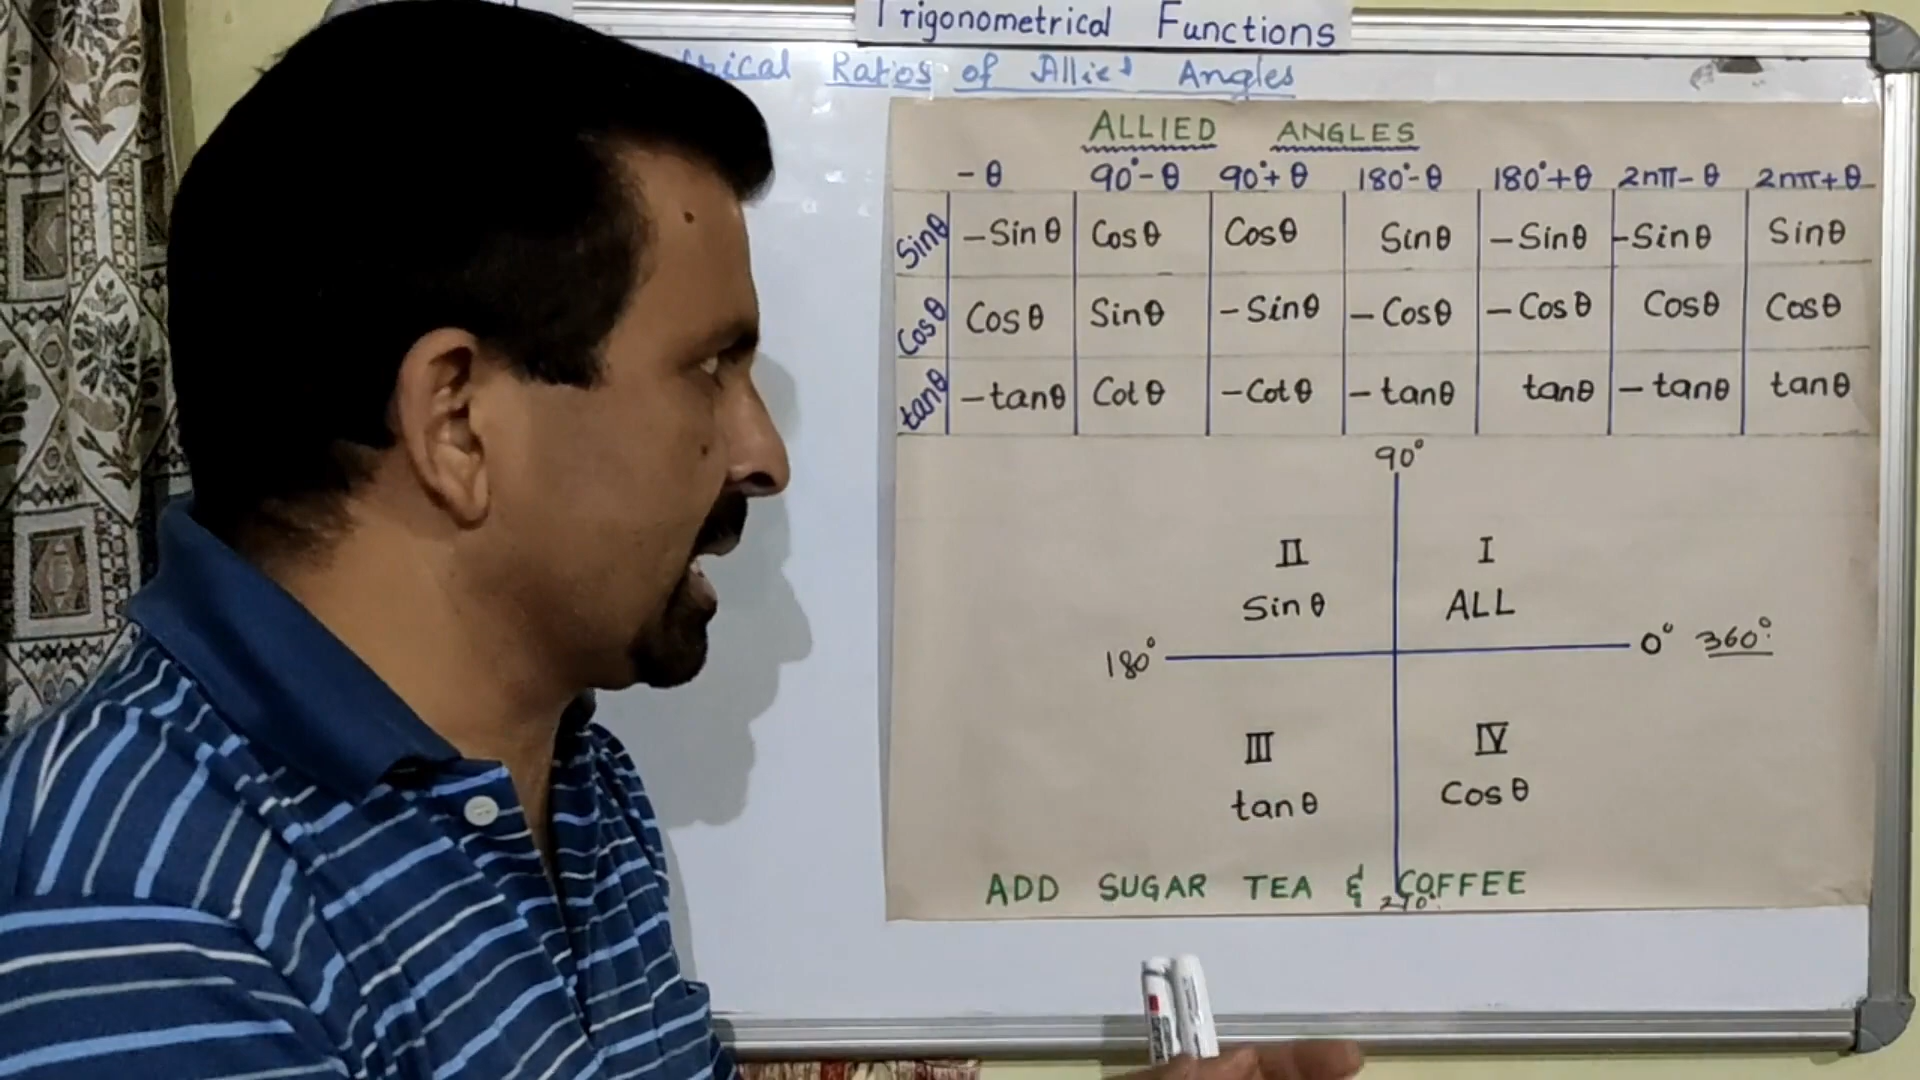 Trigonometrical Functions
Ratios of Allied Angles
ALLIED ANGLES
-θ 90°-θ 90°+θ 180°-θ 180°+θ 2nπ-θ 2nπ+θ
Sinθ -Sinθ Cosθ Cosθ Sinθ -Sinθ -Sinθ Sinθ
Cosθ Cosθ Sinθ -Sinθ -Cosθ -Cosθ Cosθ Cosθ
tanθ -tanθ Cotθ -Cotθ -tanθ tanθ -tanθ tanθ
90°
II I
Sinθ ALL
180° 0° 360°
III IV
tanθ Cosθ
ADD SUGAR TEA & COFFEE
270°